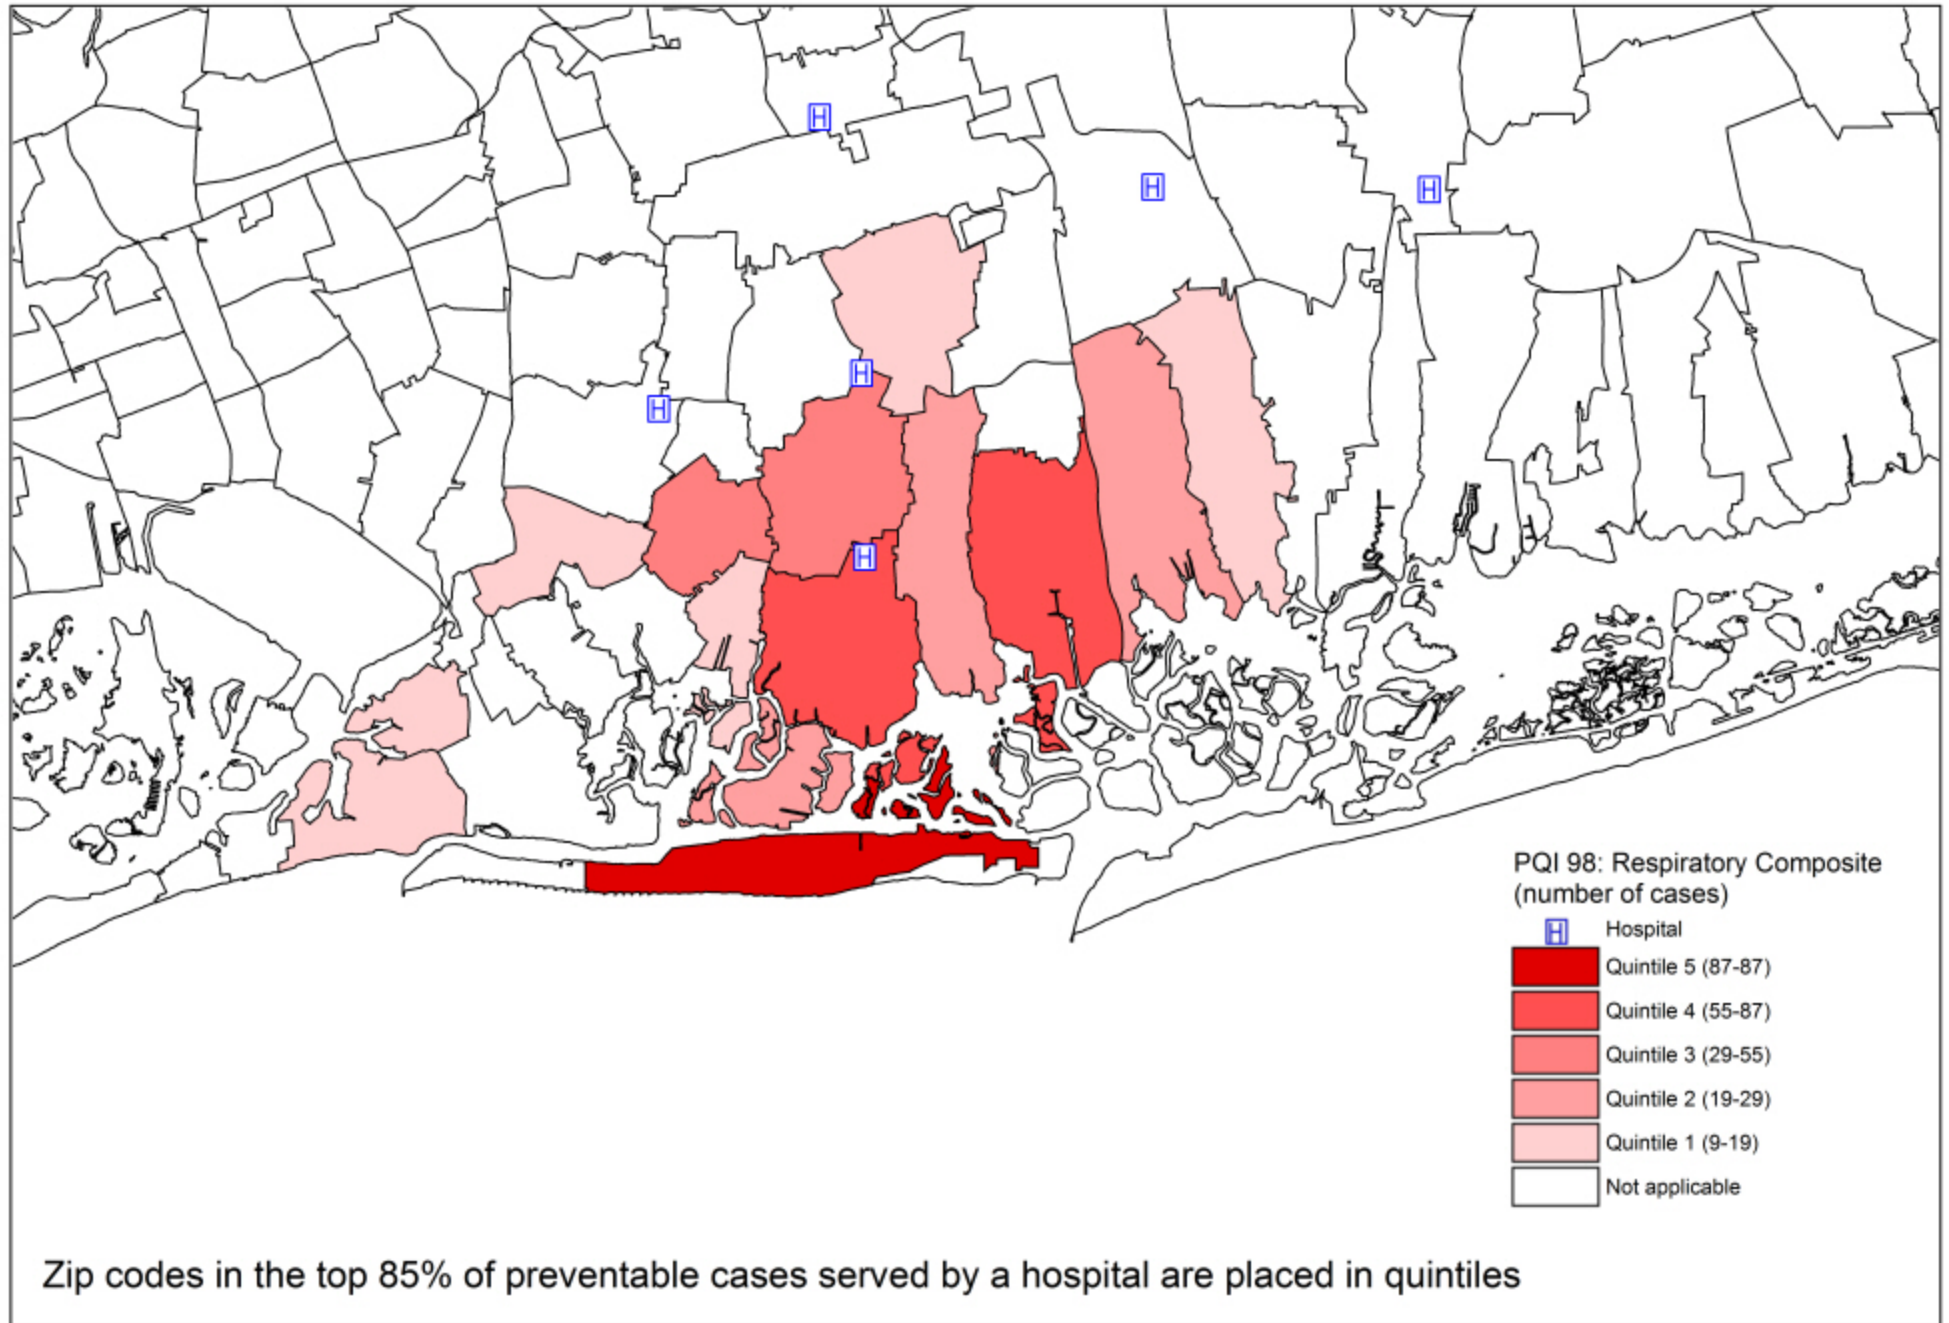 H
H
H
H
H
H
PQI 98: Respiratory Composite
(number of cases)
H Hospital
Quintile 5 (87-87)
Quintile 4 (55-87)
Quintile 3 (29-55)
Quintile 2 (19-29)
Quintile 1 (9-19)
Not applicable
Zip codes in the top 85% of preventable cases served by a hospital are placed in quintiles